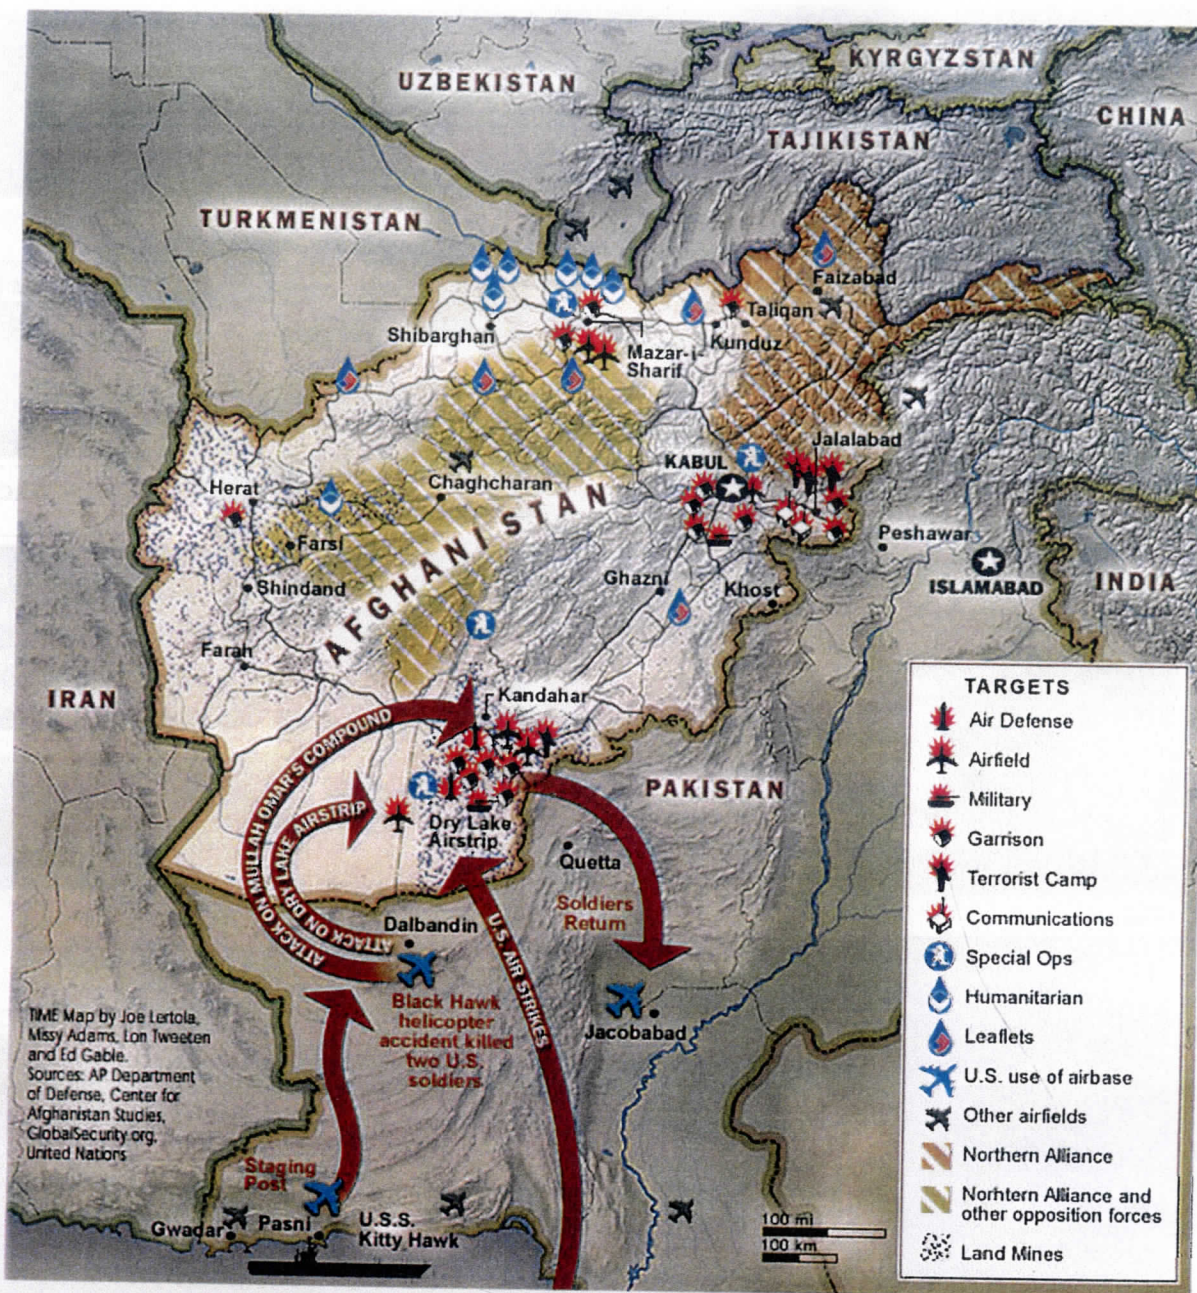 UZBEKISTAN
KYRGYZSTAN
CHINA
TAJIKISTAN
TURKMENISTAN
Faizabad
Taliqan
Shibarghan
Kunduz
Mazar-i-
Sharif
Jalalabad
KABUL
Herat
Chaghcharan
AFGHANISTAN
Peshawar
Farsi
ISLAMABAD
INDIA
Shindand
Ghazni
Khost
Farah
IRAN
Kandahar
PAKISTAN
ATTACK ON MULLAH OMAR'S COMPOUND
ATTACK ON DRY LAKE AIRSTRIP
Dry Lake
Airstrip
Quetta
Soldiers
Return
Dalbandin
U.S. AIR STRIKES
Black Hawk
helicopter
accident killed
two U.S.
soldiers
Jacobabad
TIME Map by Joe Lertola,
Missy Adams, Lon Tweeten
and Ed Gable.
Sources: AP Department
of Defense, Center for
Afghanistan Studies,
GlobalSecurity.org,
United Nations
Staging
Post
Gwadar
Pasni
U.S.S.
Kitty Hawk
100 mi
100 km
TARGETS
Air Defense
Airfield
Military
Garrison
Terrorist Camp
Communications
Special Ops
Humanitarian
Leaflets
U.S. use of airbase
Other airfields
Northern Alliance
Norhtern Alliance and
other opposition forces
Land Mines